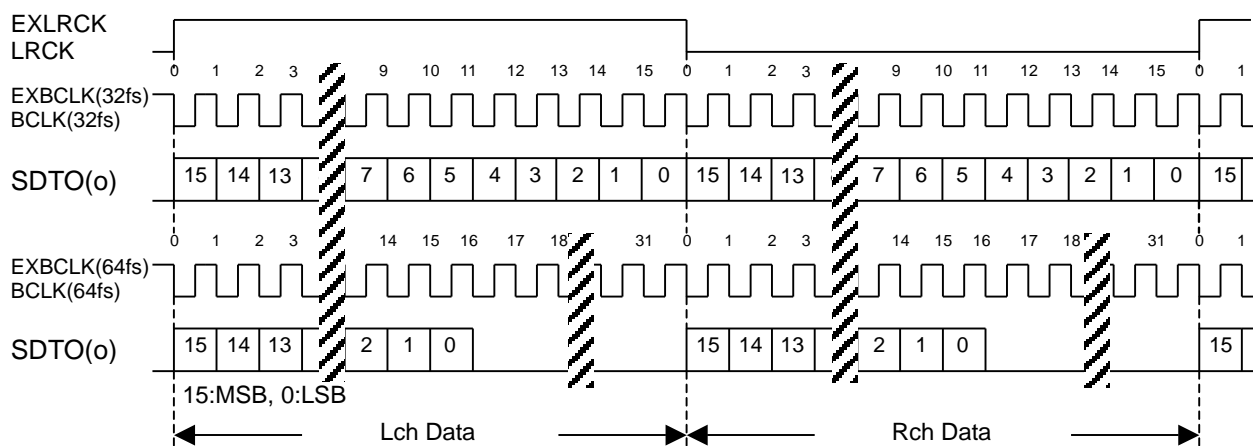 EXLRCK
LRCK
0 1 2 3 9 10 11 12 13 14 15 0 1 2 3 9 10 11 12 13 14 15 0 1
EXBCLK(32fs)
BCLK(32fs)
SDTO(o) 15 14 13 7 6 5 4 3 2 1 0 15 14 13 7 6 5 4 3 2 1 0 15
0 1 2 3 14 15 16 17 18 31 0 1 2 3 14 15 16 17 18 31 0 1
EXBCLK(64fs)
BCLK(64fs)
SDTO(o) 15 14 13 2 1 0 15 14 13 2 1 0 15
15:MSB, 0:LSB
Lch Data Rch Data